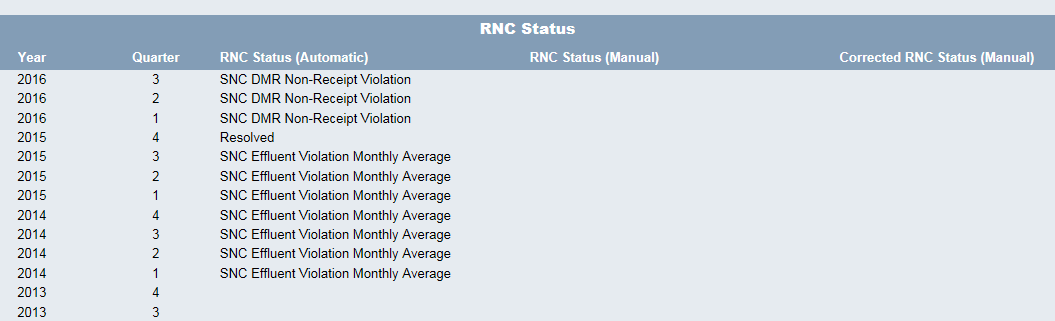 RNC Status
Year Quarter RNC Status (Automatic) RNC Status (Manual) Corrected RNC Status (Manual)
2016 3 SNC DMR Non-Receipt Violation
2016 2 SNC DMR Non-Receipt Violation
2016 1 SNC DMR Non-Receipt Violation
2015 4 Resolved
2015 3 SNC Effluent Violation Monthly Average
2015 2 SNC Effluent Violation Monthly Average
2015 1 SNC Effluent Violation Monthly Average
2014 4 SNC Effluent Violation Monthly Average
2014 3 SNC Effluent Violation Monthly Average
2014 2 SNC Effluent Violation Monthly Average
2014 1 SNC Effluent Violation Monthly Average
2013 4
2013 3